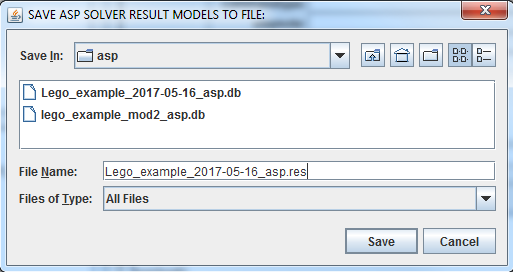 SAVE ASP SOLVER RESULT MODELS TO FILE:
Save In: asp
Lego_example_2017-05-16_asp.db
lego_example_mod2_asp.db
File Name: Lego_example_2017-05-16_asp.res
Files of Type: All Files
Save Cancel